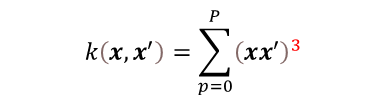 k(x, x′) = ∑_{p=0}^{P} (xx′)³